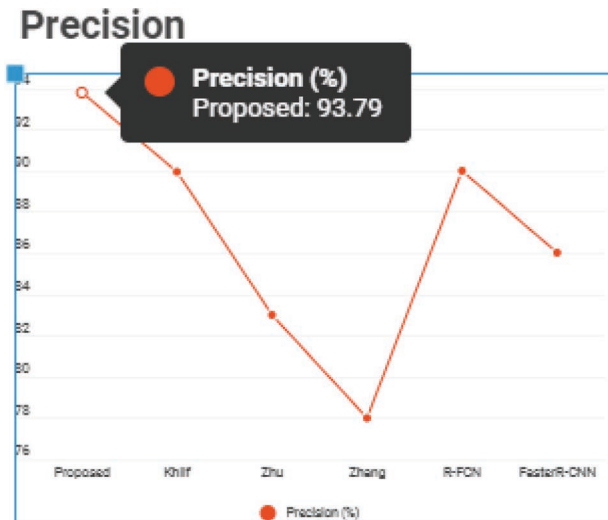 Precision
Precision (%)
Proposed: 93.79
94
92
90
88
86
84
82
80
78
76
Proposed Khlif Zhu Zhang R-FCN FasterR-CNN
Precision (%)